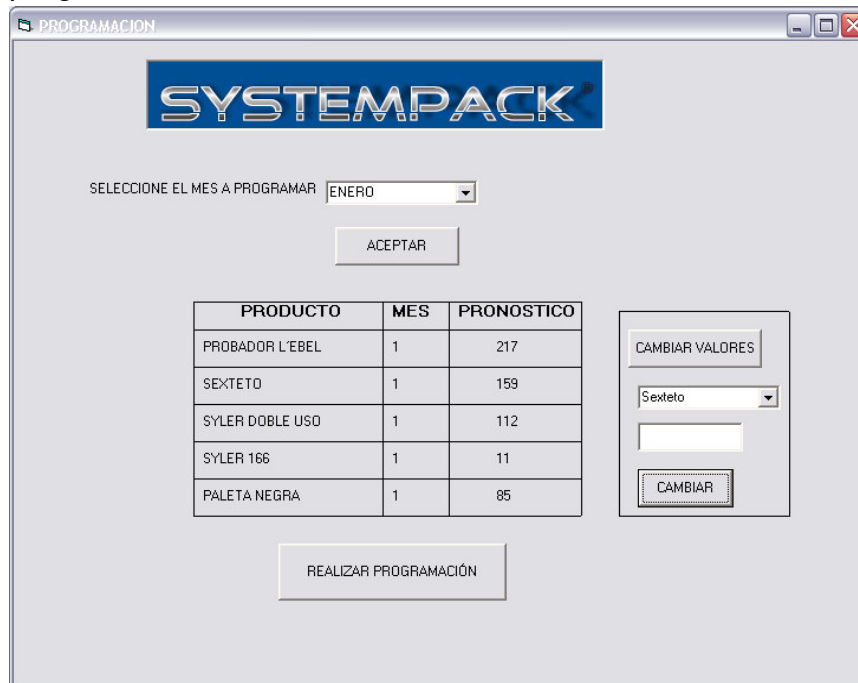 PROGRAMACION
SYSTEMPACK
SELECCIONE EL MES A PROGRAMAR ENERO
ACEPTAR
PRODUCTO MES PRONOSTICO
PROBADOR L´EBEL 1 217
SEXTETO 1 159
SYLER DOBLE USO 1 112
SYLER 166 1 11
PALETA NEGRA 1 85
CAMBIAR VALORES
Sexteto
CAMBIAR
REALIZAR PROGRAMACIÓN